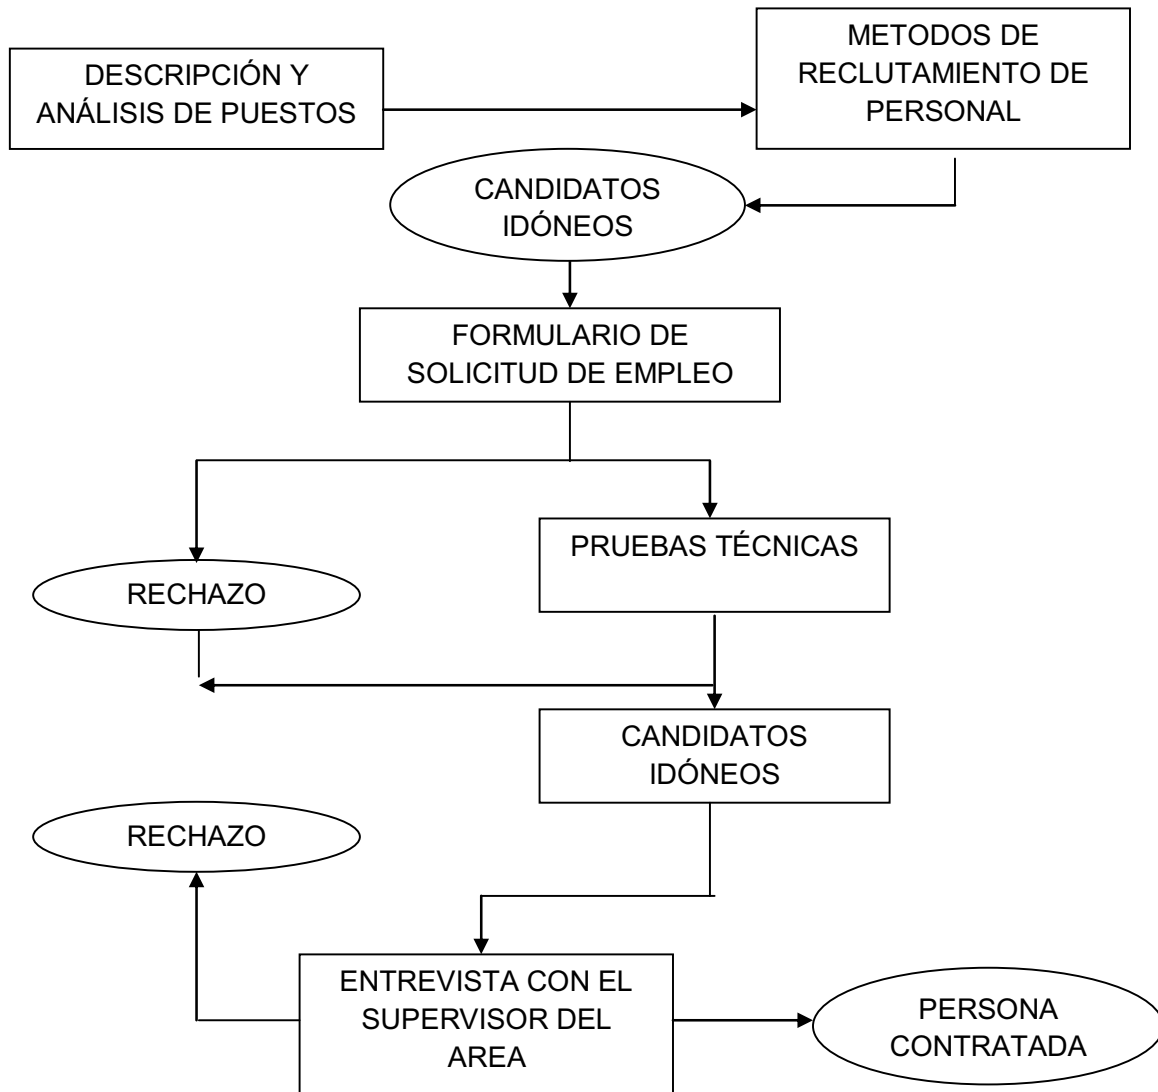 DESCRIPCIÓN Y
ANÁLISIS DE PUESTOS
METODOS DE
RECLUTAMIENTO DE
PERSONAL
CANDIDATOS
IDÓNEOS
FORMULARIO DE
SOLICITUD DE EMPLEO
PRUEBAS TÉCNICAS
RECHAZO
CANDIDATOS
IDÓNEOS
RECHAZO
ENTREVISTA CON EL
SUPERVISOR DEL
AREA
PERSONA
CONTRATADA